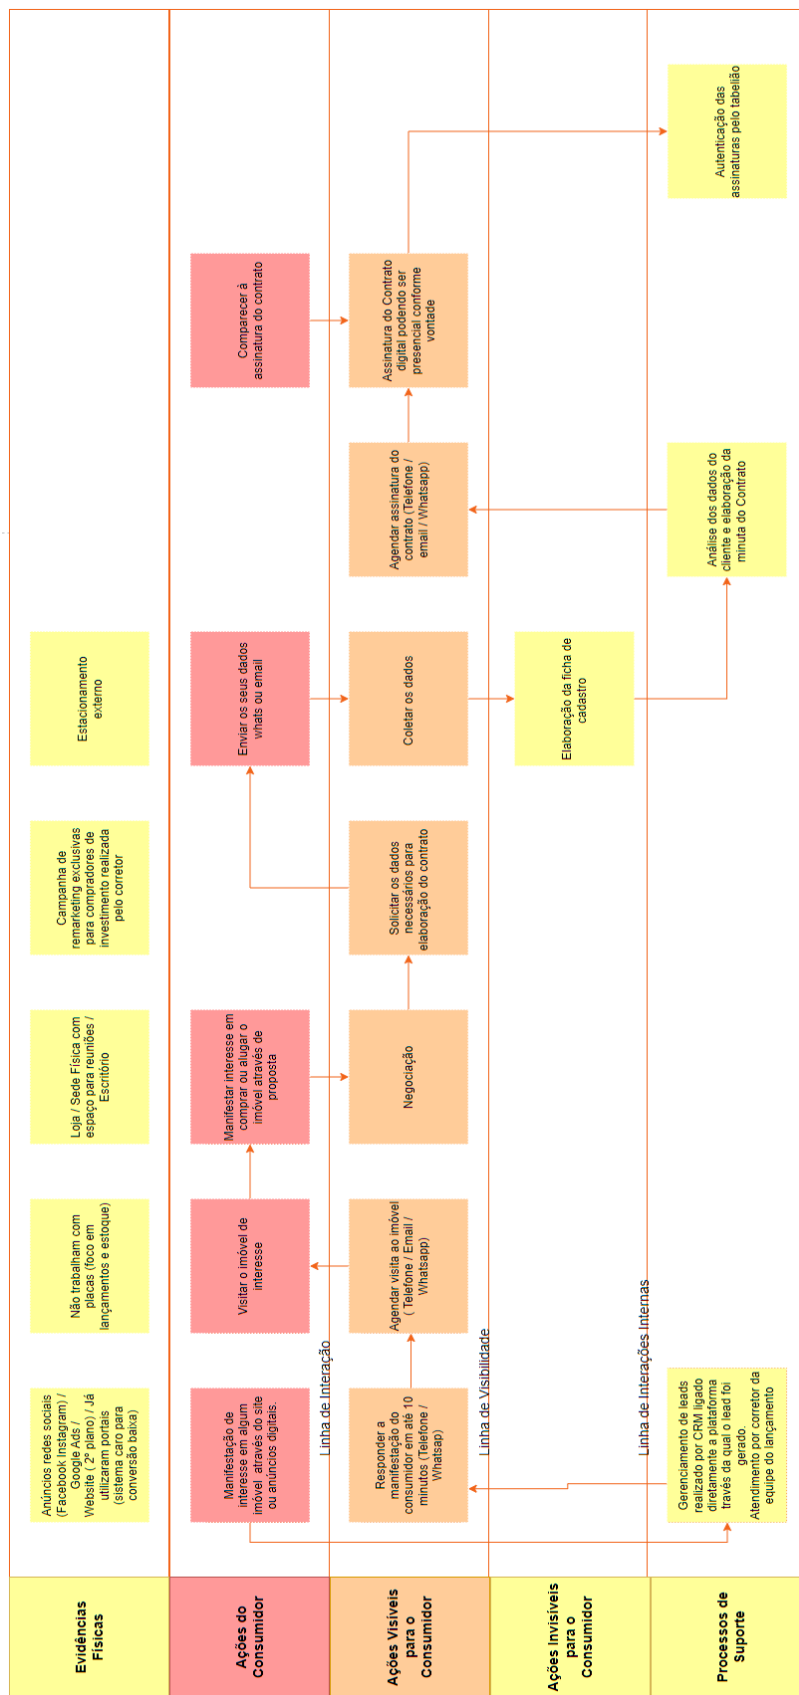 Evidências
Físicas
Anúncios redes sociais
(Facebook Instagram) /
Google Ads /
Website ( 2º plano) / Já
utilizaram portais
(sistema caro para
conversão baixa)
Não trabalham com
placas (foco em
lançamentos e estoque)
Loja / Sede Física com
espaço para reuniões /
Escritório
Campanha de
remarketing exclusivas
para compradores de
investimento realizada
pelo corretor
Estacionamento
externo
Ações do
Consumidor
Manifestação de
interesse em algum
imóvel através do site
ou anúncios digitais.
Visitar o imóvel de
interesse
Manifestar interesse em
comprar ou alugar o
imóvel através de
proposta
Enviar os seus dados
whats ou email
Comparecer à
assinatura do contrato
Linha de Interação
Ações Visíveis
para o
Consumidor
Responder a
manifestação do
consumidor em até 10
minutos (Telefone /
Whatsap)
Agendar visita ao imóvel
( Telefone / Email /
Whatsapp)
Negociação
Solicitar os dados
necessários para
elaboração do contrato
Coletar os dados
Agendar assinatura do
contrato (Telefone /
email / Whatsapp)
Assinatura do Contrato
digital podendo ser
presencial conforme
vontade
Linha de Visibilidade
Ações Invisíveis
para o
Consumidor
Elaboração da ficha de
cadastro
Linha de Interações Internas
Processos de
Suporte
Gerenciamento de leads
realizado por CRM ligado
diretamente a plataforma
través da qual o lead foi
gerado.
Atendimento por corretor da
equipe do lançamento
Análise dos dados do
cliente e elaboração da
minuta do Contrato
Autenticação das
assinaturas pelo tabelião